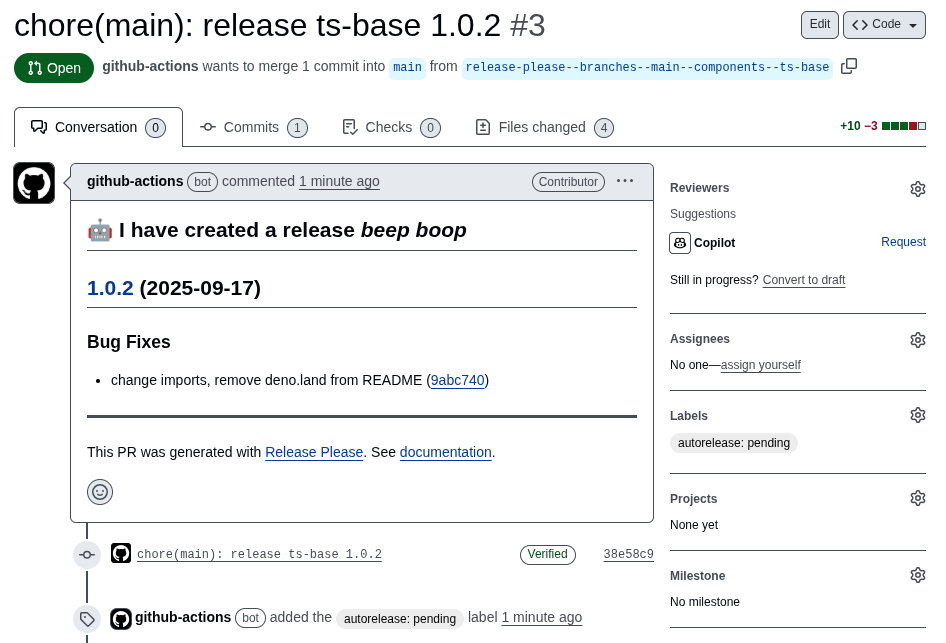 chore(main): release ts-base 1.0.2 #3
Edit
Code
Open
github-actions wants to merge 1 commit into main from release-please--branches--main--components--ts-base
Conversation 0
Commits 1
Checks 0
Files changed 4
+10 −3
github-actions bot commented 1 minute ago
Contributor
🤖 I have created a release beep boop
1.0.2 (2025-09-17)
Bug Fixes
• change imports, remove deno.land from README (9abc740)
This PR was generated with Release Please. See documentation.
chore(main): release ts-base 1.0.2
Verified
38e58c9
github-actions bot added the autorelease: pending label 1 minute ago
Reviewers
Suggestions
Copilot
Request
Still in progress? Convert to draft
Assignees
No one—assign yourself
Labels
autorelease: pending
Projects
None yet
Milestone
No milestone